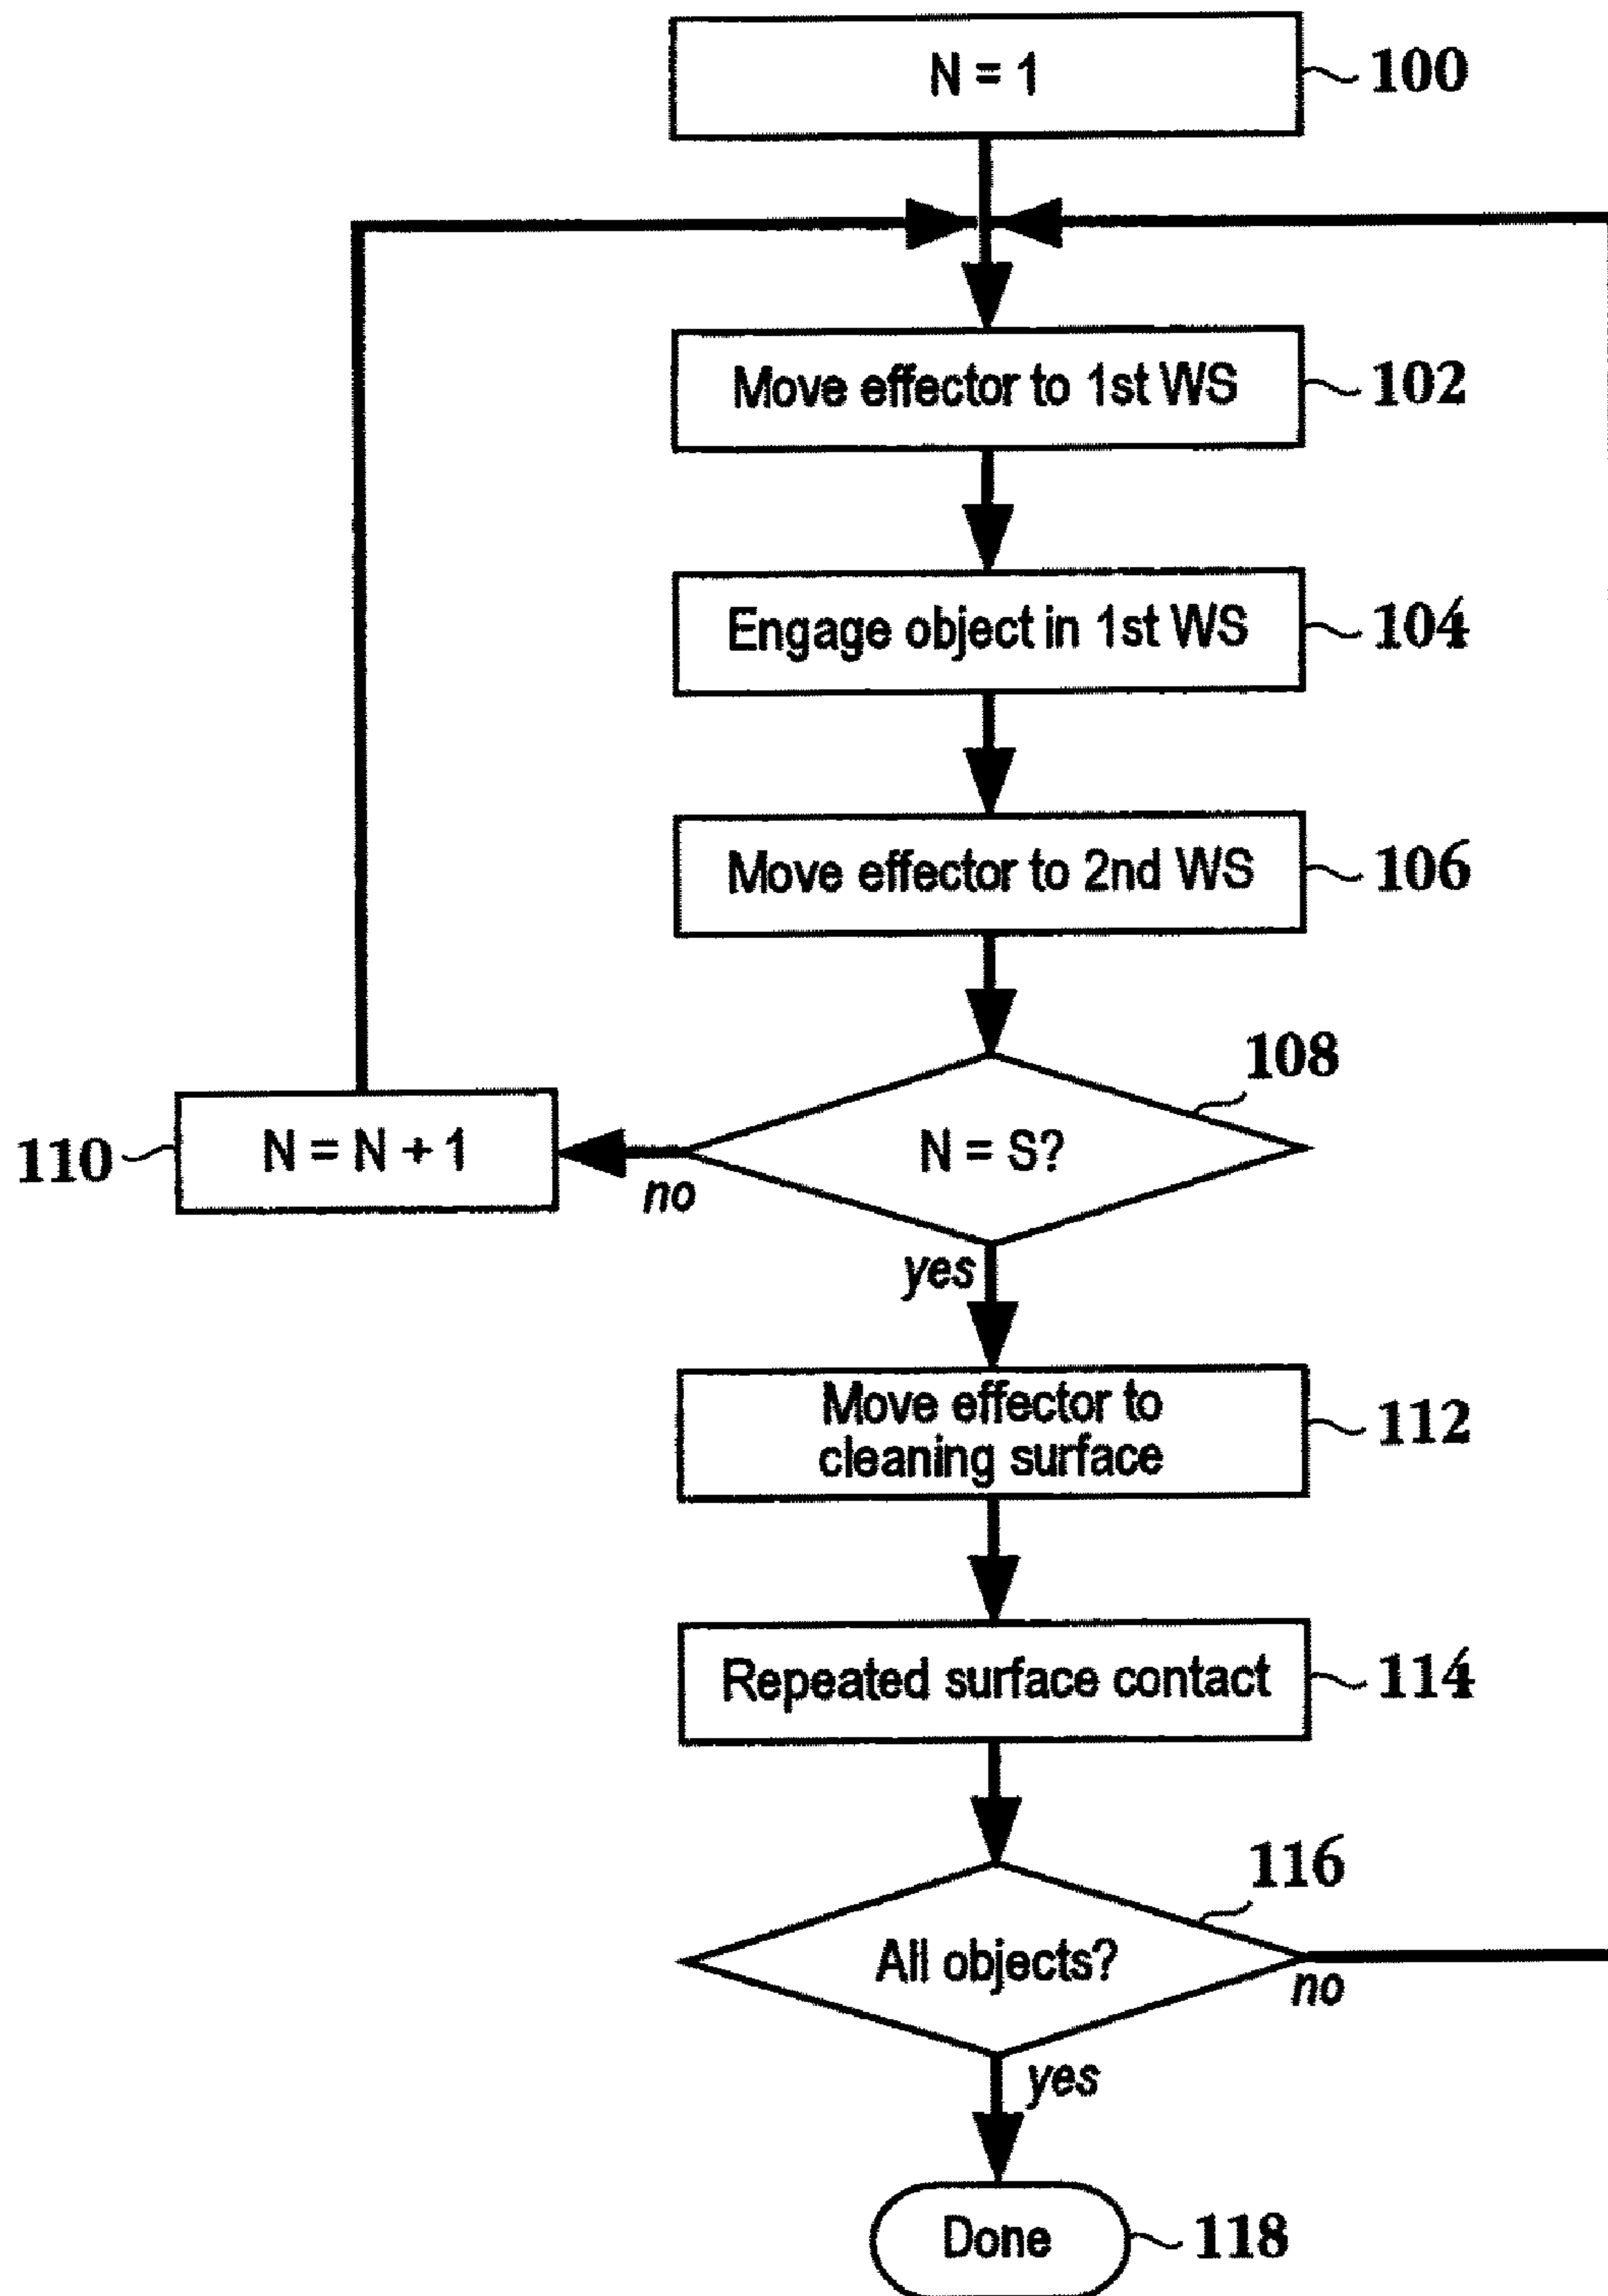 N = 1
100
Move effector to 1st WS
102
Engage object in 1st WS
104
Move effector to 2nd WS
106
108
N = S?
110
N = N + 1
no
yes
Move effector to
cleaning surface
112
Repeated surface contact
114
116
All objects?
no
yes
Done
118